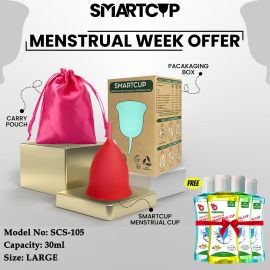 SMARTCUP
MENSTRUAL WEEK OFFER
PACAKAGING
BOX
CARRY
POUCH
SMARTCUP
SMARTCUP
MENSTRUAL CUP
FREE
Model No: SCS-105
Capacity: 30ml
Size: LARGE